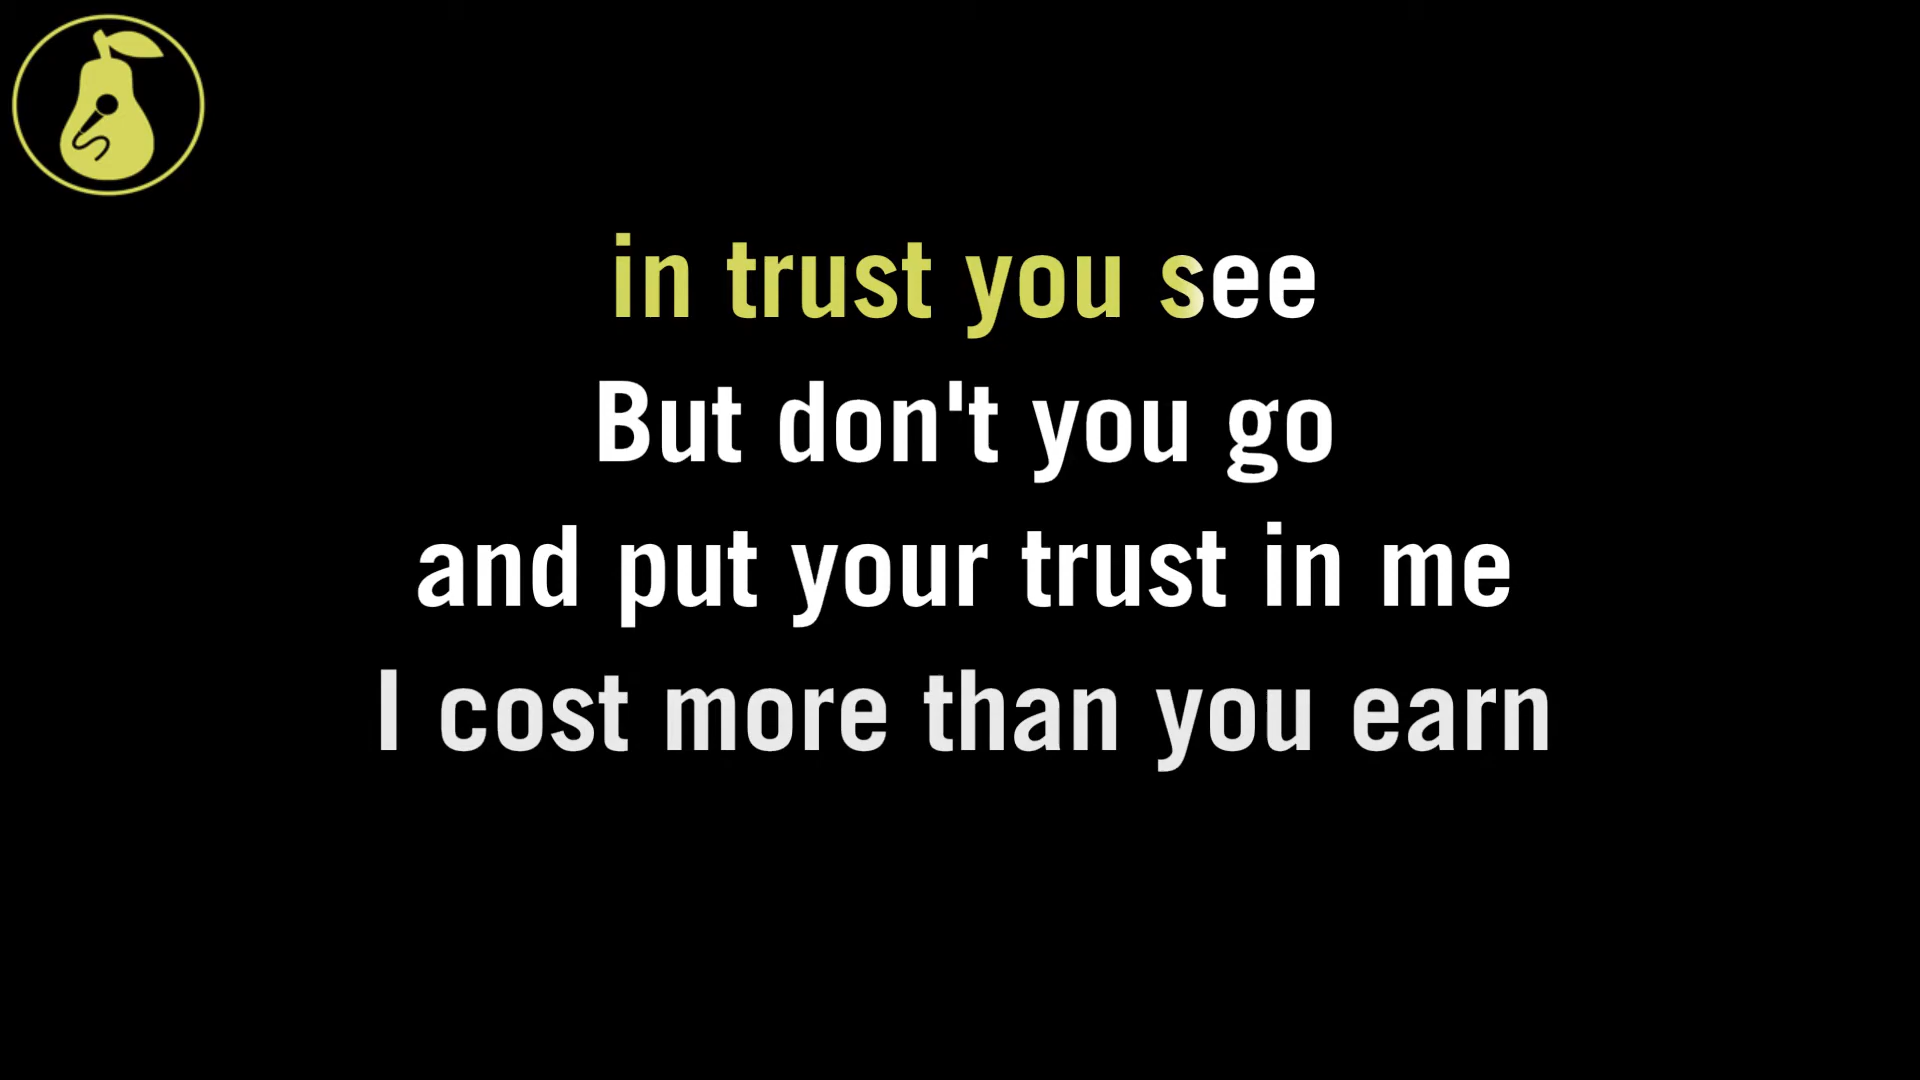 in trust you see
But don't you go
and put your trust in me
I cost more than you earn